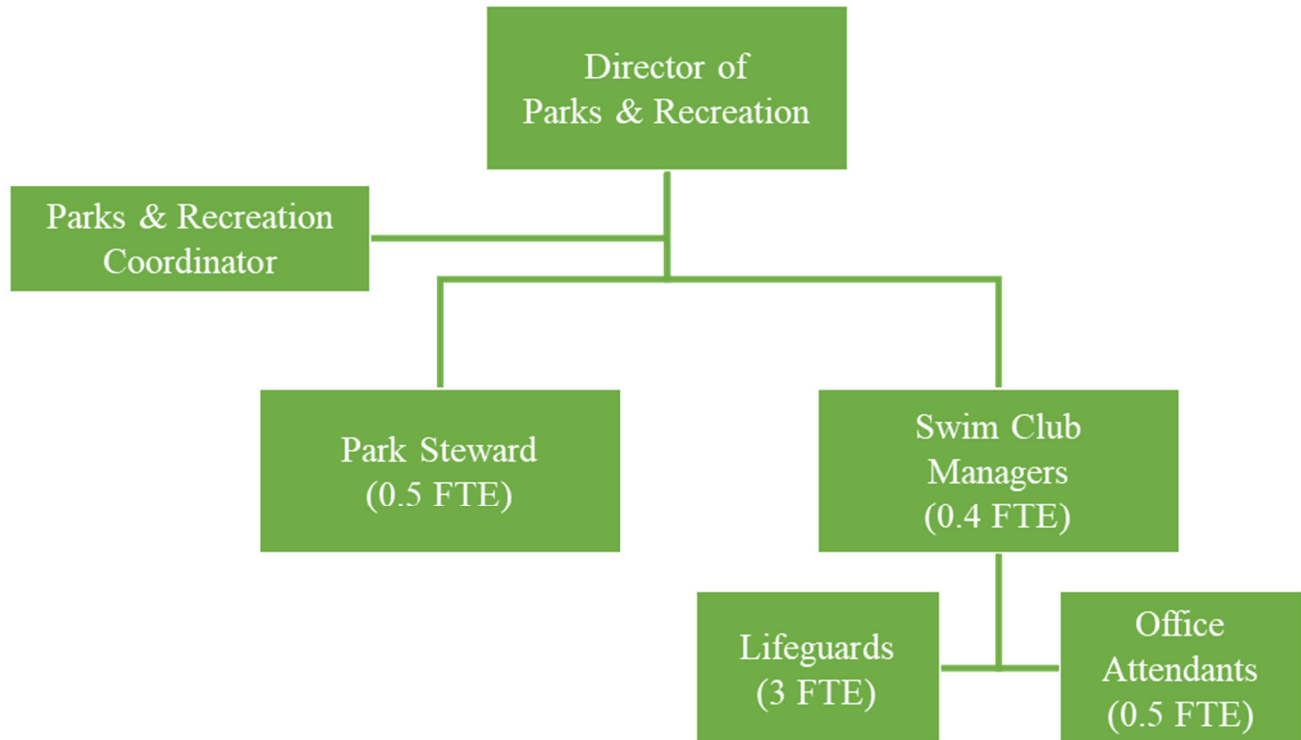 Director of
Parks & Recreation
Parks & Recreation
Coordinator
Park Steward
(0.5 FTE)
Swim Club
Managers
(0.4 FTE)
Lifeguards
(3 FTE)
Office
Attendants
(0.5 FTE)